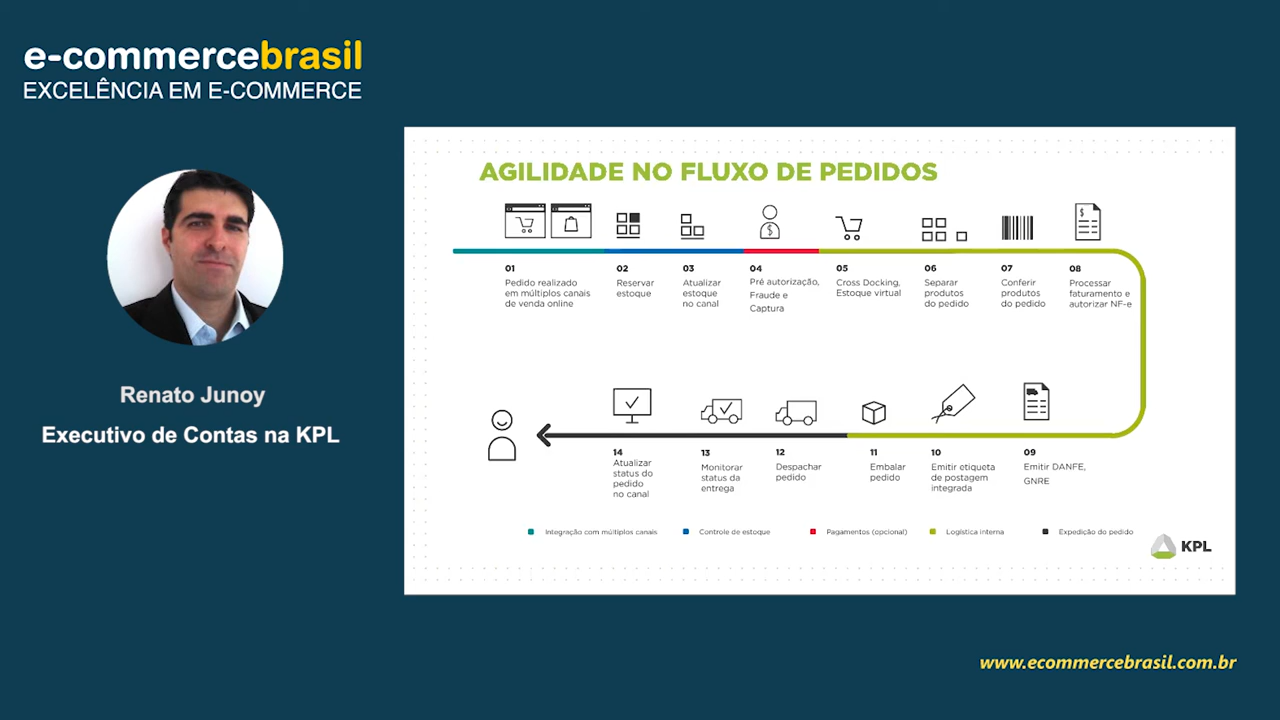 e-commercebrasil
EXCELÊNCIA EM E-COMMERCE
Renato Junoy
Executivo de Contas na KPL
AGILIDADE NO FLUXO DE PEDIDOS
01
Pedido realizado
em múltiplos canais
de venda online
02
Reservar
estoque
03
Atualizar
estoque
no canal
04
Pré autorização,
Fraude e
Captura
05
Cross Docking,
Estoque virtual
06
Separar
produtos
do pedido
07
Conferir
produtos
do pedido
08
Processar
faturamento e
autorizar NF-e
14
Atualizar
status do
pedido
no canal
13
Monitorar
status da
entrega
12
Despachar
pedido
11
Embalar
pedido
10
Emitir etiqueta
de postagem
integrada
09
Emitir DANFE,
GNRE
Integração com múltiplos canais
Controle de estoque
Pagamentos (opcional)
Logística interna
Expedição do pedido
KPL
www.ecommercebrasil.com.br